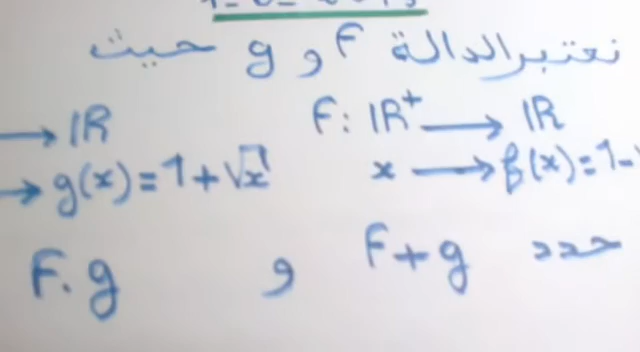 نعتبر الدالة f و g حيث
f: IR⁺ → IR → IR
x → f(x)=1- → g(x)=1+√x
حدد f+g و f.g